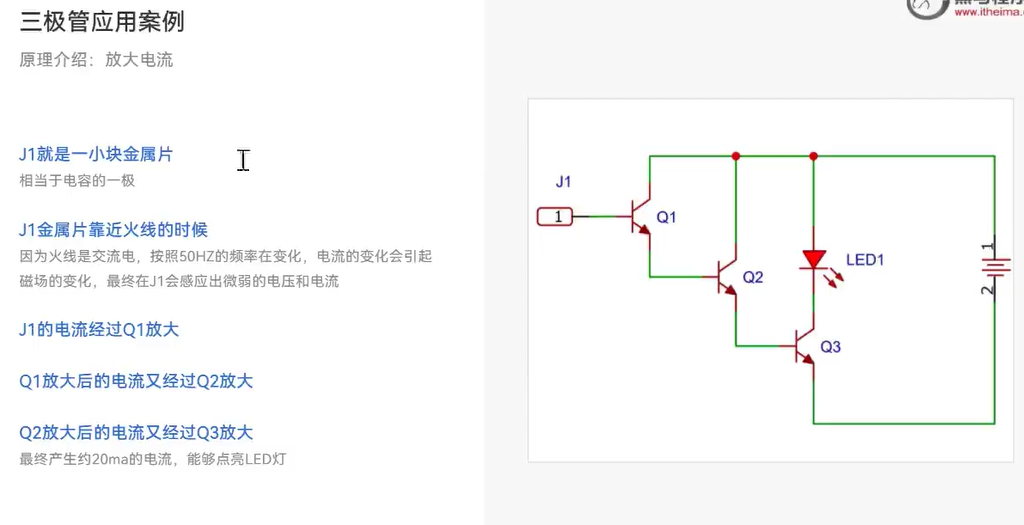 三极管应用案例
www.itheima.
原理介绍：放大电流
J1就是一小块金属片
相当于电容的一极
J1金属片靠近火线的时候
因为火线是交流电，按照50HZ的频率在变化，电流的变化会引起
磁场的变化，最终在J1会感应出微弱的电压和电流
J1的电流经过Q1放大
Q1放大后的电流又经过Q2放大
Q2放大后的电流又经过Q3放大
最终产生约20ma的电流，能够点亮LED灯
J1
1
Q1
Q2
LED1
Q3
1
2